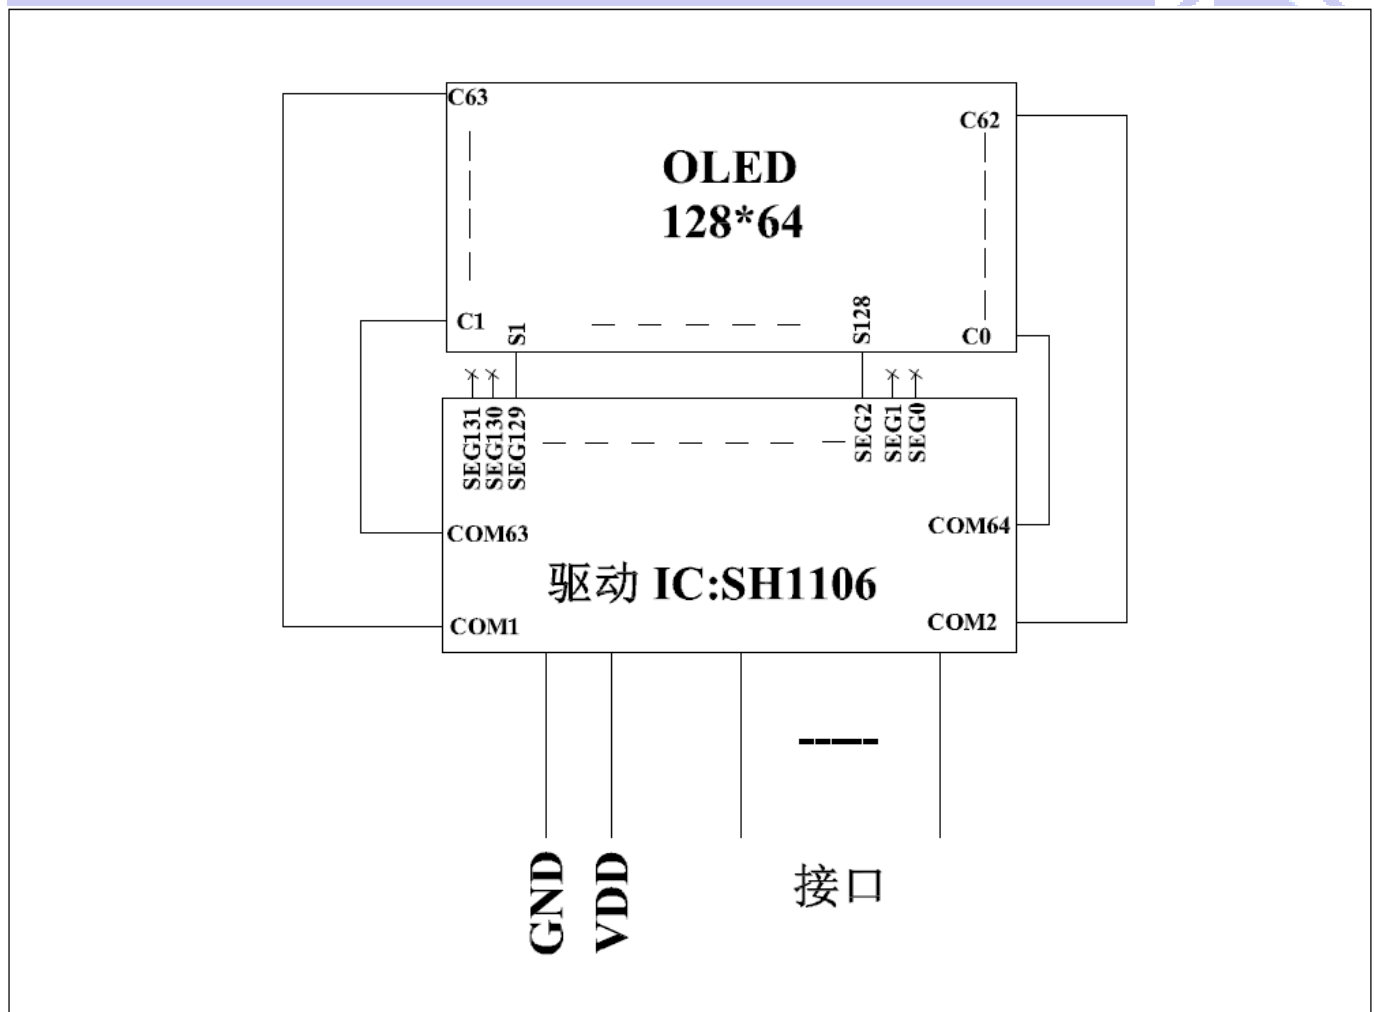 C63
C62
OLED
128*64
C1
S1
S128
C0
SEG131
SEG130
SEG129
SEG2
SEG1
SEG0
COM63
COM64
驱动 IC:SH1106
COM1
COM2
GND
VDD
接口